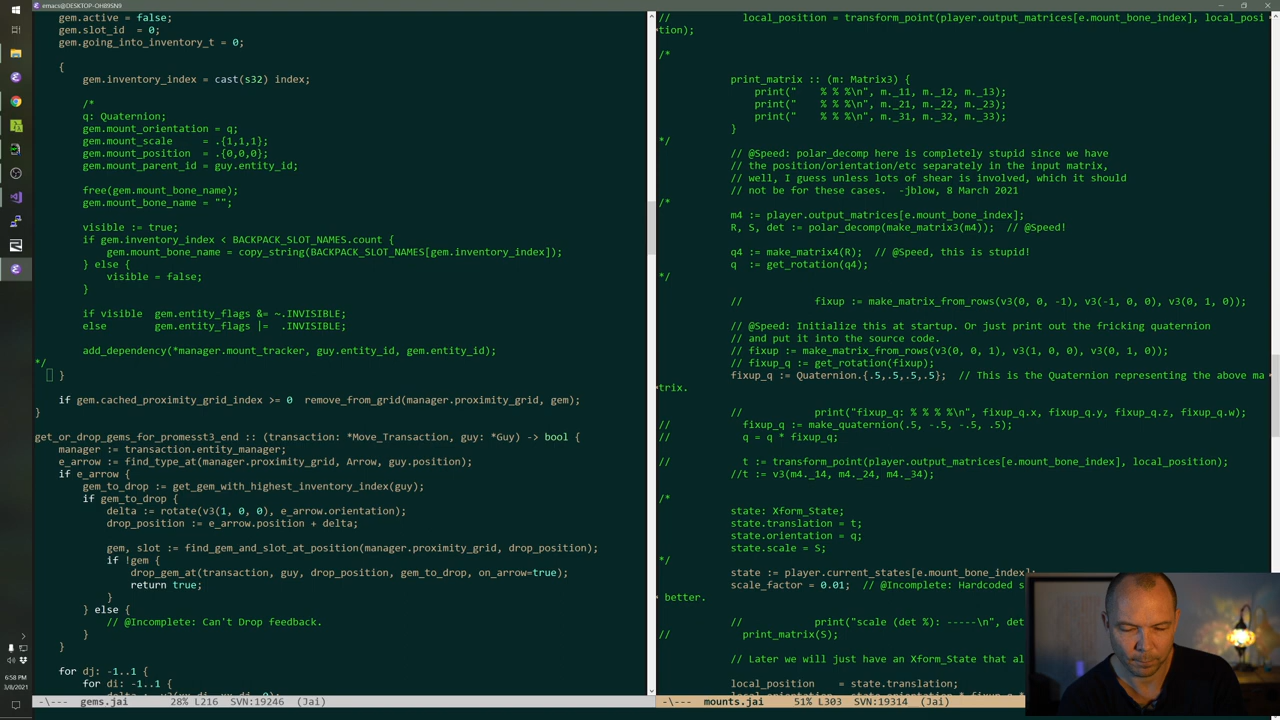 emacs@DESKTOP-OH89SN9
gem.active = false;
gem.slot_id = 0;
gem.going_into_inventory_t = 0;
{
gem.inventory_index = cast(s32) index;
/*
q: Quaternion;
gem.mount_orientation = q;
gem.mount_scale = .{1,1,1};
gem.mount_position = .{0,0,0};
gem.mount_parent_id = guy.entity_id;
free(gem.mount_bone_name);
gem.mount_bone_name = "";
visible := true;
if gem.inventory_index < BACKPACK_SLOT_NAMES.count {
gem.mount_bone_name = copy_string(BACKPACK_SLOT_NAMES[gem.inventory_index]);
} else {
visible = false;
}
if visible gem.entity_flags &= ~.INVISIBLE;
else gem.entity_flags |= .INVISIBLE;
add_dependency(*manager.mount_tracker, guy.entity_id, gem.entity_id);
*/
}
if gem.cached_proximity_grid_index >= 0 remove_from_grid(manager.proximity_grid, gem);
}
get_or_drop_gems_for_promesst3_end :: (transaction: *Move_Transaction, guy: *Guy) -> bool {
manager := transaction.entity_manager;
e_arrow := find_type_at(manager.proximity_grid, Arrow, guy.position);
if e_arrow {
gem_to_drop := get_gem_with_highest_inventory_index(guy);
if gem_to_drop {
delta := rotate(v3(1, 0, 0), e_arrow.orientation);
drop_position := e_arrow.position + delta;
gem, slot := find_gem_and_slot_at_position(manager.proximity_grid, drop_position);
if !gem {
drop_gem_at(transaction, guy, drop_position, gem_to_drop, on_arrow=true);
return true;
}
} else {
// @Incomplete: Can't Drop feedback.
}
}
for dj: -1..1 {
for di: -1..1 {
-\--- gems.jai 28% L216 SVN:19246 (Jai)
// local_position = transform_point(player.output_matrices[e.mount_bone_index], local_posi
tion);
/*
print_matrix :: (m: Matrix3) {
print(" % % %\n", m._11, m._12, m._13);
print(" % % %\n", m._21, m._22, m._23);
print(" % % %\n", m._31, m._32, m._33);
}
*/
// @Speed: polar_decomp here is completely stupid since we have
// the position/orientation/etc separately in the input matrix,
// well, I guess unless lots of shear is involved, which it should
// not be for these cases. -jblow, 8 March 2021
/*
m4 := player.output_matrices[e.mount_bone_index];
R, S, det := polar_decomp(make_matrix3(m4)); // @Speed!
q4 := make_matrix4(R); // @Speed, this is stupid!
q := get_rotation(q4);
*/
// fixup := make_matrix_from_rows(v3(0, 0, -1), v3(-1, 0, 0), v3(0, 1, 0));
// @Speed: Initialize this at startup. Or just print out the fricking quaternion
// and put it into the source code.
// fixup := make_matrix_from_rows(v3(0, 0, 1), v3(1, 0, 0), v3(0, 1, 0));
// fixup_q := get_rotation(fixup);
fixup_q := Quaternion.{.5,.5,.5,.5}; // This is the Quaternion representing the above ma
trix.
// print("fixup_q: % % % %\n", fixup_q.x, fixup_q.y, fixup_q.z, fixup_q.w);
// fixup_q := make_quaternion(.5, -.5, -.5, .5);
// q = q * fixup_q;
// t := transform_point(player.output_matrices[e.mount_bone_index], local_position);
//t := v3(m4._14, m4._24, m4._34);
/*
state: Xform_State;
state.translation = t;
state.orientation = q;
state.scale = S;
*/
state := player.current_states[e.mount_bone_index];
scale_factor = 0.01; // @Incomplete: Hardcoded s
better.
// print("scale (det %): -----\n", det
// print_matrix(S);
// Later we will just have an Xform_State that al
local_position = state.translation;
-\--- mounts.jai 51% L303 SVN:19314 (Jai)
6:58 PM
3/8/2021